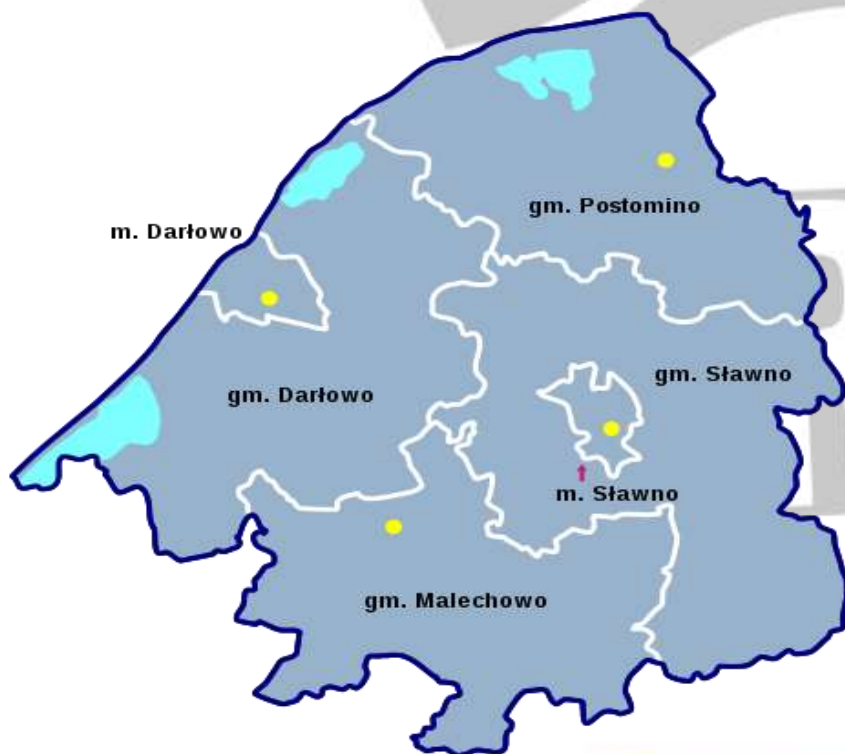 gm. Postomino
m. Darłowo
gm. Sławno
gm. Darłowo
m. Sławno
gm. Malechowo